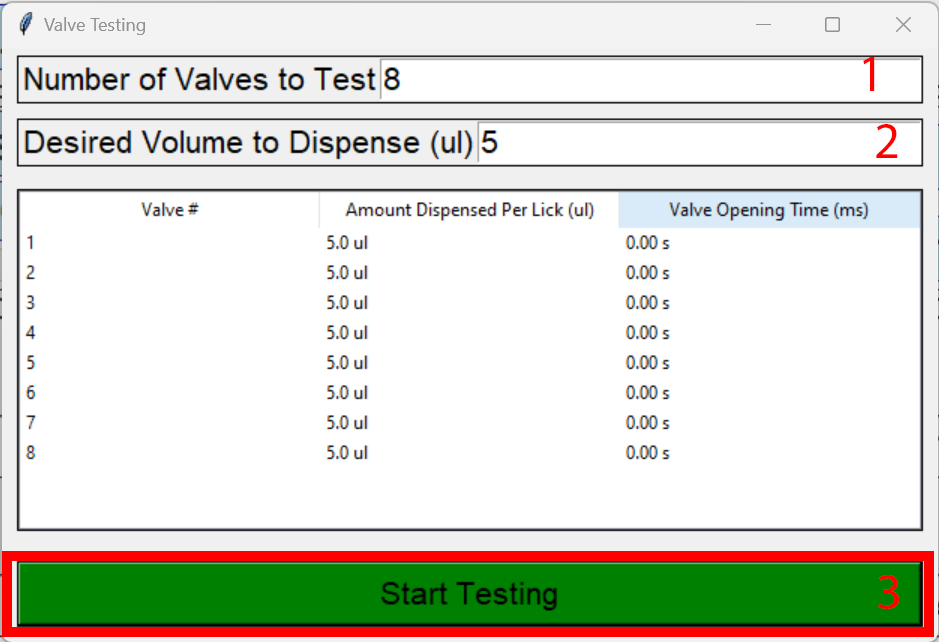 Valve Testing
Number of Valves to Test 8 1
Desired Volume to Dispense (ul) 5 2
Valve # Amount Dispensed Per Lick (ul) Valve Opening Time (ms)
1 5.0 ul 0.00 s
2 5.0 ul 0.00 s
3 5.0 ul 0.00 s
4 5.0 ul 0.00 s
5 5.0 ul 0.00 s
6 5.0 ul 0.00 s
7 5.0 ul 0.00 s
8 5.0 ul 0.00 s
Start Testing 3